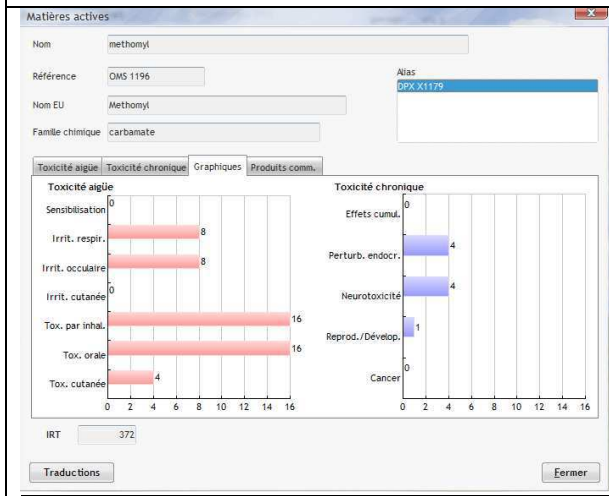 Matières actives
Nom methomyl
Référence OMS 1196
Alias
DPX X1179
Nom EU Methomyl
Famille chimique carbamate
Toxicité aigüe Toxicité chronique Graphiques Produits comm.
Toxicité aigüe
Sensibilisation 0
Irrit. respir. 8
Irrit. occulaire 8
Irrit. cutanée 0
Tox. par inhal. 16
Tox. orale 16
Tox. cutanée 4
0 2 4 6 8 10 12 14 16
Toxicité chronique
Effets cumul. 0
Perturb. endocr. 4
Neurotoxicité 4
Reprod./Dévelop. 1
Cancer 0
0 2 4 6 8 10 12 14 16
IRT 372
Traductions
Fermer